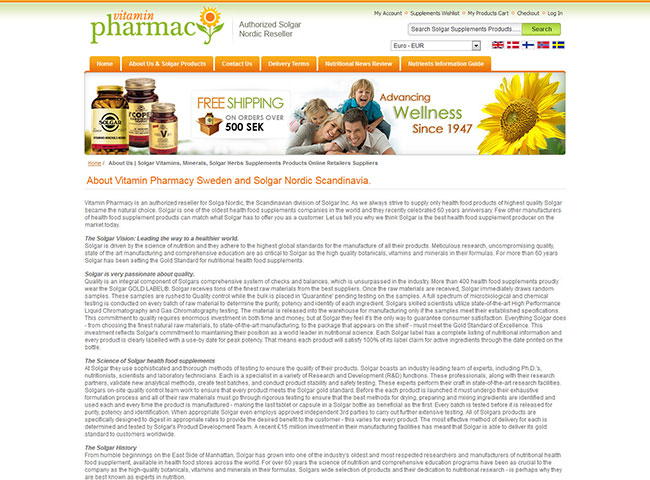 vitamin
pharmacy
Authorized Solgar
Nordic Reseller
My Account
Supplements Wishlist
My Products Cart
Checkout
Log In
Search Solgar Supplements Products.....
Search
Euro - EUR
Home
About Us & Solgar Products
Contact Us
Delivery Terms
Nutritional News Review
Nutrients Information Guide
SOLGAR
FREE SHIPPING
ON ORDERS OVER
500 SEK
Advancing
Wellness
Since 1947
Home / About Us | Solgar Vitamins, Minerals, Solgar Herbs Supplements Products Online Retailers Suppliers
About Vitamin Pharmacy Sweden and Solgar Nordic Scandinavia.
Vitamin Pharmacy is an authorized reseller for Solga Nordic, the Scandinavian division of Solgar Inc. As we always strive to supply only health food products of highest quality Solgar
became the natural choice. Solgar is one of the oldest health food supplements companies in the world and they recently celebrated 60 years anniversary. Few other manufacturers
of health food supplement products can match what Solgar has to offer you as a customer. Let us tell you why we think Solgar is the best health food supplement producer on the
market today.
The Solgar Vision: Leading the way to a healthier world.
Solgar is driven by the science of nutrition and they adhere to the highest global standards for the manufacture of all their products. Meticulous research, uncompromising quality,
state of the art manufacturing and comprehensive education are as critical to Solgar as the high quality botanicals, vitamins and minerals in their formulas. For more than 60 years
Solgar has been setting the Gold Standard for nutritional health food supplements.
Solgar is very passionate about quality.
Quality is an integral component of Solgars comprehensive system of checks and balances, which is unsurpassed in the industry. More than 400 health food supplements proudly
wear the Solgar GOLD LABEL®. Solgar receives tons of the finest raw materials from the best suppliers. Once the raw materials are received, Solgar immediately draws random
samples. These samples are rushed to Quality control while the bulk is placed in 'Quarantine' pending testing on the samples. A full spectrum of microbiological and chemical
testing is conducted on every batch of raw material to determine the purity, potency and identity of each ingredient. Solgars skilled scientists utilize state-of-the-art High Performance
Liquid Chromatography and Gas Chromatography testing. The material is released into the warehouse for manufacturing only if the samples meet their established specifications.
This commitment to quality requires enormous investment in both time and money, but at Solgar they feel it's the only way to guarantee consumer satisfaction. Everything Solgar does
- from choosing the finest natural raw materials, to state-of-the-art manufacturing, to the package that appears on the shelf - must meet the Gold Standard of Excellence. This
investment reflects Solgar's commitment to maintaining their position as a world leader in nutritional science. Each Solgar label has a complete listing of nutritional information and
every product is clearly labelled with a use-by date for peak potency. That means each product will satisfy 100% of its label claim for active ingredients through the date printed on the
bottle.
The Science of Solgar health food supplements
At Solgar they use sophisticated and thorough methods of testing to ensure the quality of their products. Solgar boasts an industry leading team of experts, including Ph.D.'s,
nutritionists, scientists and laboratory technicians. Each is a specialist in a variety of Research and Development (R&D) functions. These professionals, along with their research
partners, validate new analytical methods, create test batches, and conduct product stability and safety testing. These experts perform their craft in state-of-the-art research facilities.
Solgars on-site quality control team work to ensure that every product meets the Solgar gold standard. Before each the product is launched it must undergo their exhaustive
formulation process and all of their raw materials must go through rigorous testing to ensure that the best methods for drying, preparing and mixing ingredients are identified and
used each and every time the product is manufactured - making the last tablet or capsule in a Solgar bottle as beneficial as the first. Every batch is tested before it is released for
purity, potency and identification. When appropriate Solgar even employ approved independent 3rd parties to carry out further extensive testing. All of Solgars products are
specifically designed to digest in appropriate rates to provide the desired benefit to the customer - this varies for every product. The most effective method of delivery for each is
determined and tested by Solgar's Product Development Team. A recent £15 million investment in their manufacturing facilities has meant that Solgar is able to deliver its gold
standard to customers worldwide.
The Solgar History
From humble beginnings on the East Side of Manhattan, Solgar has grown into one of the industry's oldest and most respected researchers and manufacturers of nutritional health
food supplement, available in health food stores across the world. For over 60 years the science of nutrition and comprehensive education programs have been as crucial to the
company as the high-quality botanicals, vitamins and minerals in their formulas. Solgars wide selection of products and their dedication to nutritional research - is perhaps why they
are best known as experts in nutrition.